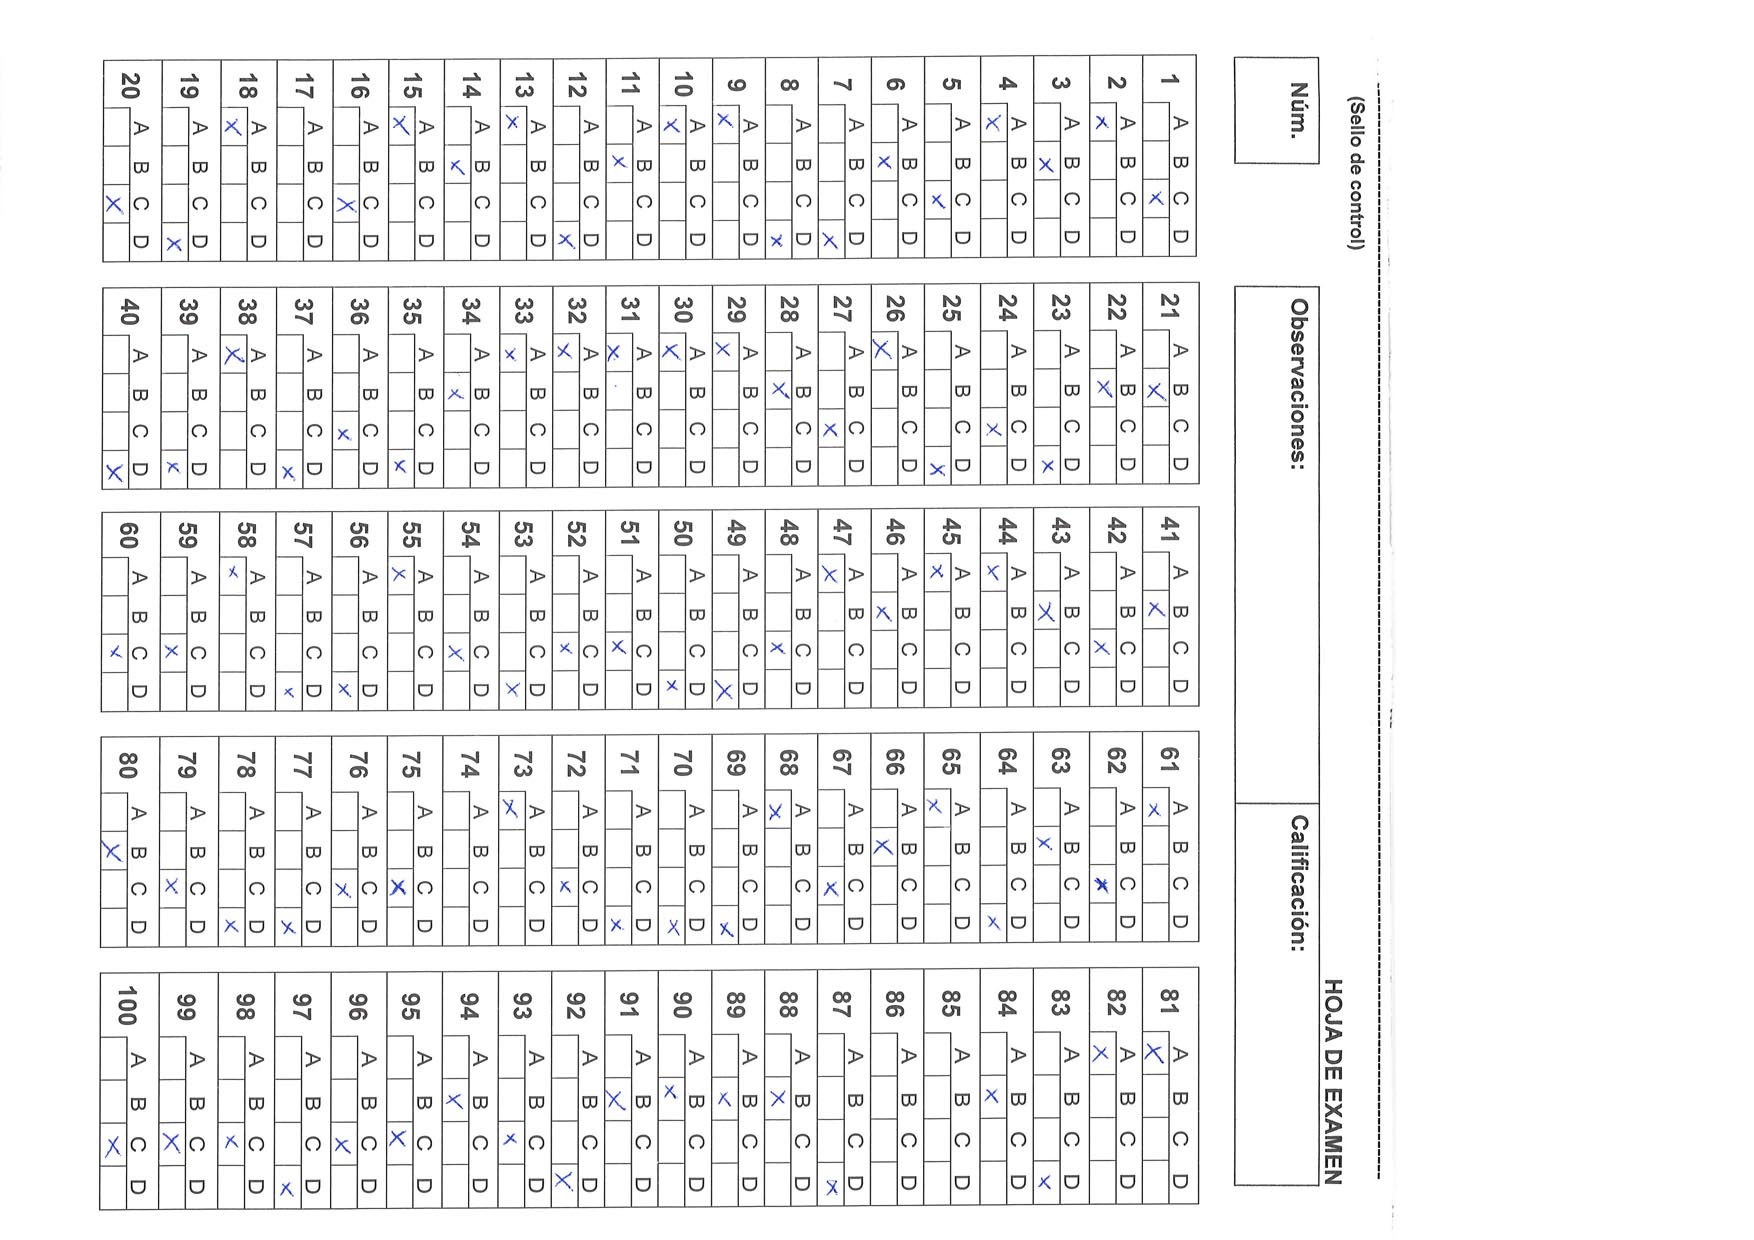 (Sello de control)
HOJA DE EXAMEN
Núm. Observaciones: Calificación:
1 A B C D 21 A B C D 41 A B C D 61 A B C D 81 A B C D
2 A B C D 22 A B C D 42 A B C D 62 A B C D 82 A B C D
3 A B C D 23 A B C D 43 A B C D 63 A B C D 83 A B C D
4 A B C D 24 A B C D 44 A B C D 64 A B C D 84 A B C D
5 A B C D 25 A B C D 45 A B C D 65 A B C D 85 A B C D
6 A B C D 26 A B C D 46 A B C D 66 A B C D 86 A B C D
7 A B C D 27 A B C D 47 A B C D 67 A B C D 87 A B C D
8 A B C D 28 A B C D 48 A B C D 68 A B C D 88 A B C D
9 A B C D 29 A B C D 49 A B C D 69 A B C D 89 A B C D
10 A B C D 30 A B C D 50 A B C D 70 A B C D 90 A B C D
11 A B C D 31 A B C D 51 A B C D 71 A B C D 91 A B C D
12 A B C D 32 A B C D 52 A B C D 72 A B C D 92 A B C D
13 A B C D 33 A B C D 53 A B C D 73 A B C D 93 A B C D
14 A B C D 34 A B C D 54 A B C D 74 A B C D 94 A B C D
15 A B C D 35 A B C D 55 A B C D 75 A B C D 95 A B C D
16 A B C D 36 A B C D 56 A B C D 76 A B C D 96 A B C D
17 A B C D 37 A B C D 57 A B C D 77 A B C D 97 A B C D
18 A B C D 38 A B C D 58 A B C D 78 A B C D 98 A B C D
19 A B C D 39 A B C D 59 A B C D 79 A B C D 99 A B C D
20 A B C D 40 A B C D 60 A B C D 80 A B C D 100 A B C D